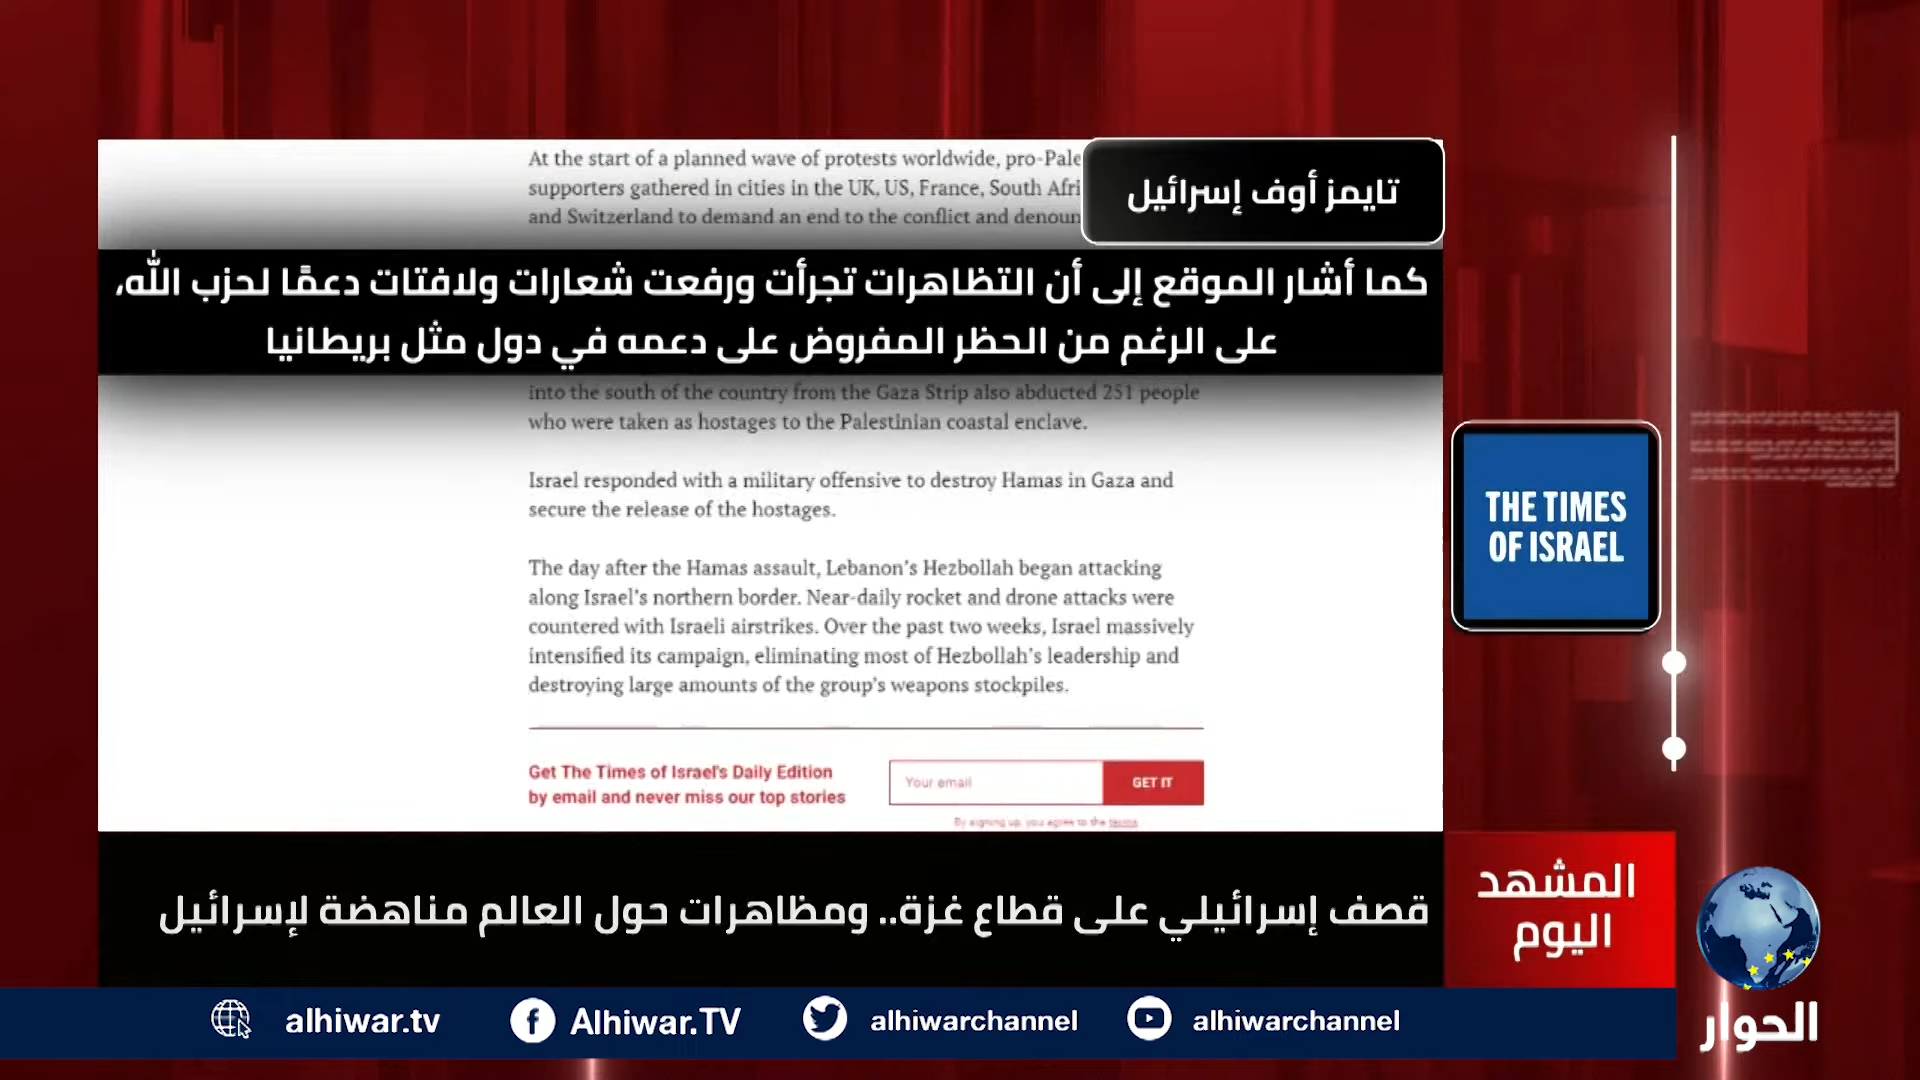 At the start of a planned wave of protests worldwide, pro-Pale
supporters gathered in cities in the UK, US, France, South Afri
and Switzerland to demand an end to the conflict and denoun
تايمز أوف إسرائيل
كما أشار الموقع إلى أن التظاهرات تجرأت ورفعت شعارات ولافتات دعمًا لحزب الله،
على الرغم من الحظر المفروض على دعمه في دول مثل بريطانيا
into the south of the country from the Gaza Strip also abducted 251 people
who were taken as hostages to the Palestinian coastal enclave.
Israel responded with a military offensive to destroy Hamas in Gaza and
secure the release of the hostages.
The day after the Hamas assault, Lebanon's Hezbollah began attacking
along Israel's northern border. Near-daily rocket and drone attacks were
countered with Israeli airstrikes. Over the past two weeks, Israel massively
intensified its campaign, eliminating most of Hezbollah's leadership and
destroying large amounts of the group's weapons stockpiles.
THE TIMES
OF ISRAEL
Get The Times of Israel's Daily Edition
by email and never miss our top stories
Your email
GET IT
By signing up, you agree to the terms
المشهد
اليوم
قصف إسرائيلي على قطاع غزة.. ومظاهرات حول العالم مناهضة لإسرائيل
alhiwar.tv
Alhiwar.TV
alhiwarchannel
alhiwarchannel
الحوار